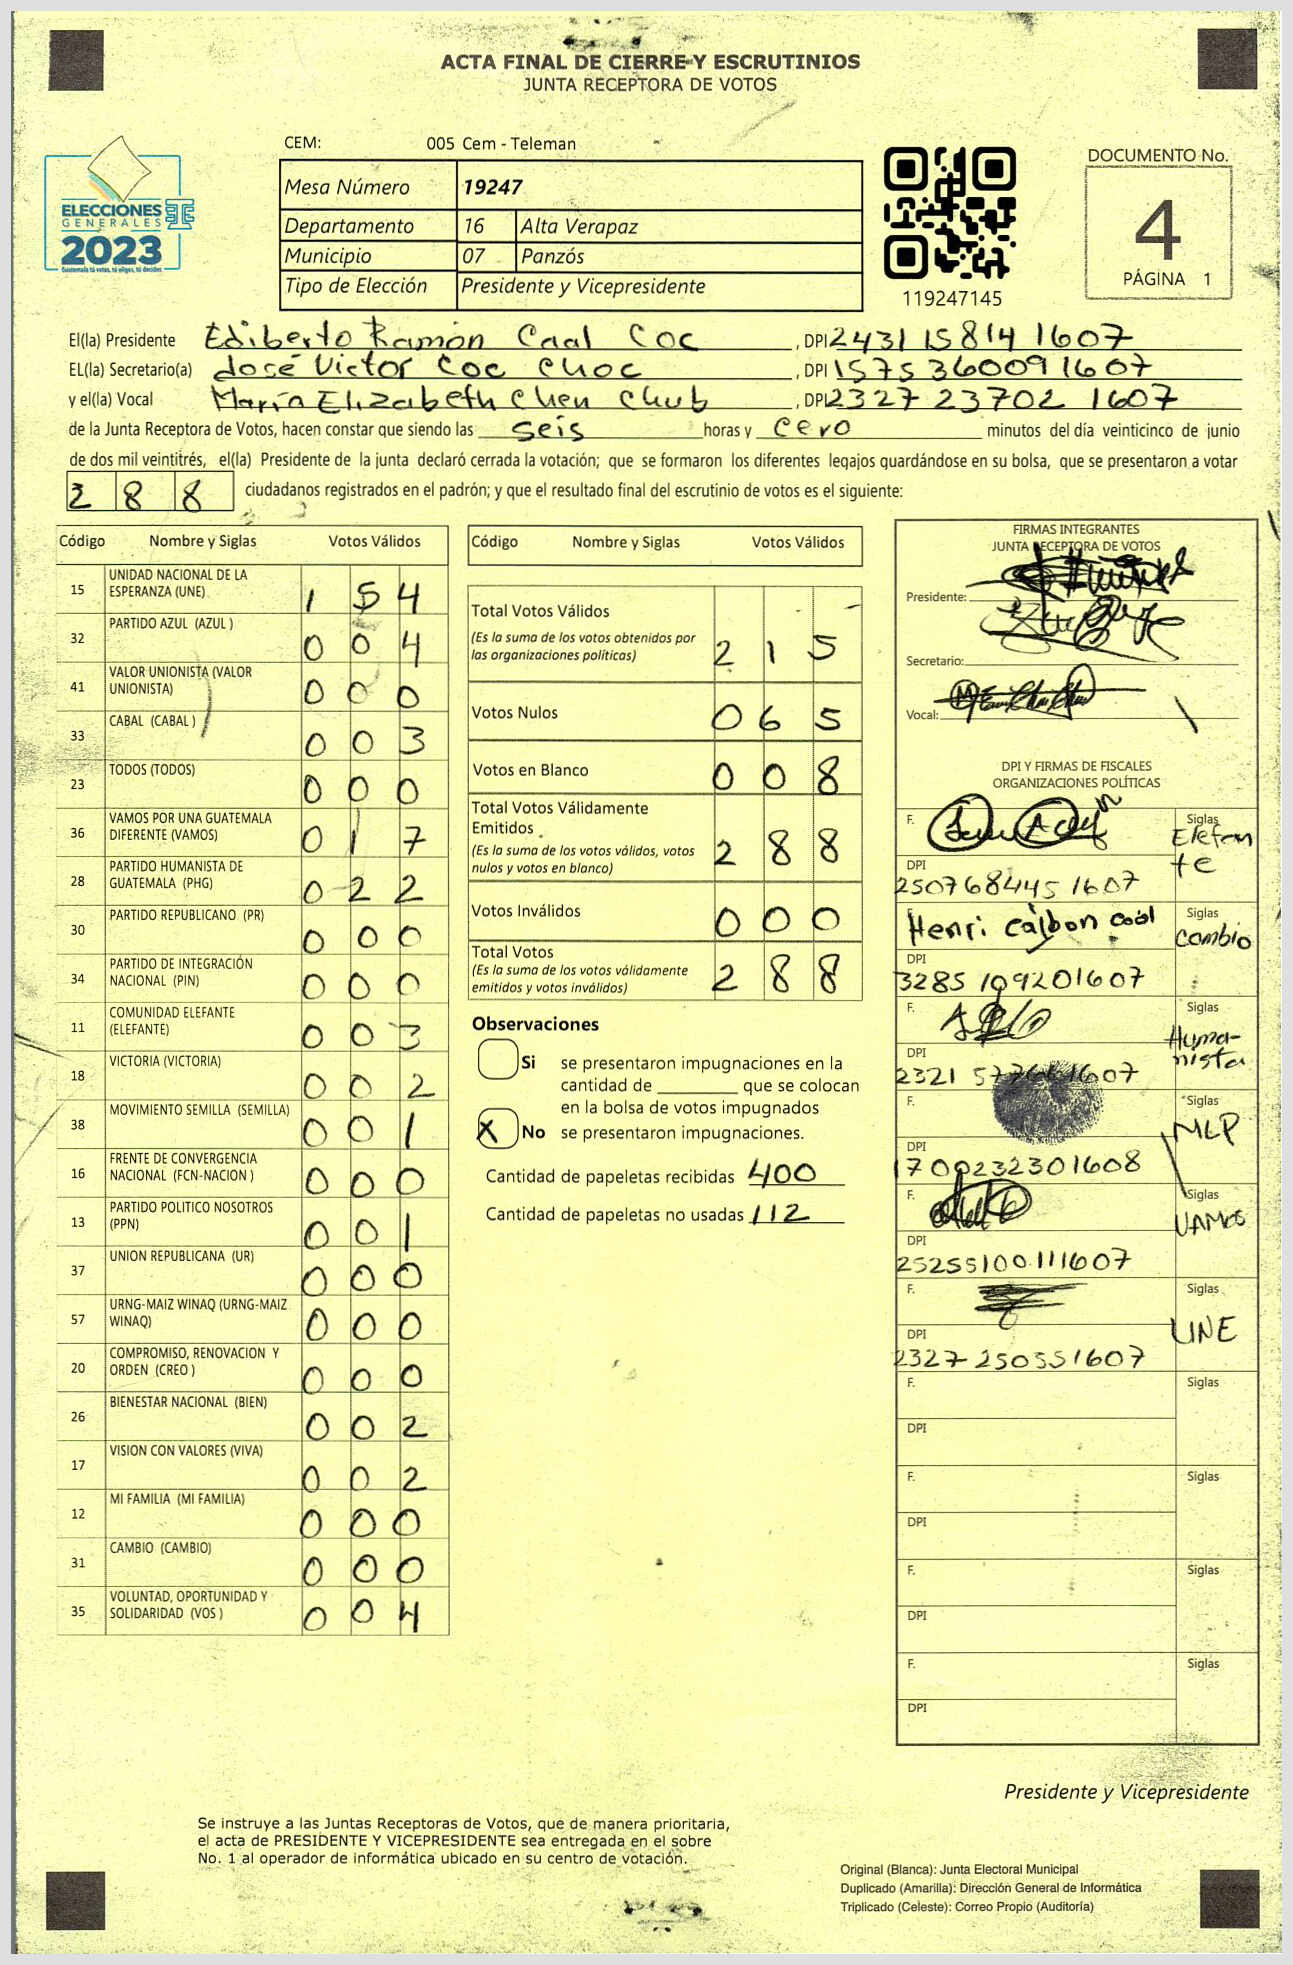 ACTA FINAL DE CIERRE Y ESCRUTINIOS
JUNTA RECEPTORA DE VOTOS
CEM: 005 Cem - Teleman
Mesa Número 19247
Departamento 16 Alta Verapaz
Municipio 07 Panzós
Tipo de Elección Presidente y Vicepresidente
ELECCIONES
GENERALES
2023
Guatemala tú votas, tú eliges, tú decides
TSE
119247145
DOCUMENTO No.
4
PÁGINA 1
El(la) Presidente Ediberto Ramón Caal Coc , DPI 2431 15814 1607
EL(la) Secretario(a) José Victor Coc Choc , DPI 1575 36009 1607
y el(la) Vocal María Elizabeth Chen Chub , DPI 2327 23702 1607
de la Junta Receptora de Votos, hacen constar que siendo las seis horas y cero minutos del día veinticinco de junio
de dos mil veintitrés, el(la) Presidente de la junta declaró cerrada la votación; que se formaron los diferentes legajos guardándose en su bolsa, que se presentaron a votar
288 ciudadanos registrados en el padrón; y que el resultado final del escrutinio de votos es el siguiente:
Código Nombre y Siglas Votos Válidos
15 UNIDAD NACIONAL DE LA ESPERANZA (UNE) 1 5 4
32 PARTIDO AZUL (AZUL ) 0 0 4
41 VALOR UNIONISTA (VALOR UNIONISTA) 0 0 0
33 CABAL (CABAL ) 0 0 3
23 TODOS (TODOS) 0 0 0
36 VAMOS POR UNA GUATEMALA DIFERENTE (VAMOS) 0 1 7
28 PARTIDO HUMANISTA DE GUATEMALA (PHG) 0 2 2
30 PARTIDO REPUBLICANO (PR) 0 0 0
34 PARTIDO DE INTEGRACIÓN NACIONAL (PIN) 0 0 0
11 COMUNIDAD ELEFANTE (ELEFANTE) 0 0 3
18 VICTORIA (VICTORIA) 0 0 2
38 MOVIMIENTO SEMILLA (SEMILLA) 0 0 1
16 FRENTE DE CONVERGENCIA NACIONAL (FCN-NACION ) 0 0 0
13 PARTIDO POLITICO NOSOTROS (PPN) 0 0 1
37 UNION REPUBLICANA (UR) 0 0 0
57 URNG-MAIZ WINAQ (URNG-MAIZ WINAQ) 0 0 0
20 COMPROMISO, RENOVACION Y ORDEN (CREO ) 0 0 0
26 BIENESTAR NACIONAL (BIEN) 0 0 2
17 VISION CON VALORES (VIVA) 0 0 2
12 MI FAMILIA (MI FAMILIA) 0 0 0
31 CAMBIO (CAMBIO) 0 0 0
35 VOLUNTAD, OPORTUNIDAD Y SOLIDARIDAD (VOS ) 0 0 4
Código Nombre y Siglas Votos Válidos
Total Votos Válidos
(Es la suma de los votos obtenidos por
las organizaciones políticas) 2 1 5
Votos Nulos 0 6 5
Votos en Blanco 0 0 8
Total Votos Válidamente
Emitidos
(Es la suma de los votos válidos, votos
nulos y votos en blanco) 2 8 8
Votos Inválidos 0 0 0
Total Votos
(Es la suma de los votos válidamente
emitidos y votos inválidos) 2 8 8
Observaciones
Si se presentaron impugnaciones en la
cantidad de ________ que se colocan
en la bolsa de votos impugnados
X No se presentaron impugnaciones.
Cantidad de papeletas recibidas 400
Cantidad de papeletas no usadas 112
FIRMAS INTEGRANTES
JUNTA RECEPTORA DE VOTOS
Presidente:
Secretario:
Vocal:
DPI Y FIRMAS DE FISCALES
ORGANIZACIONES POLÍTICAS
F. Siglas Elefante
DPI 250768445 1607
F. Henri Siglas Cambio
DPI 3285 109201607
F. Siglas Humanista
DPI 2321 1607
F. Siglas MLP
DPI 1700232301608
F. Siglas VAMOS
DPI 2525510011607
F. Siglas UNE
DPI 2327 250551607
F. Siglas
DPI
F. Siglas
DPI
F. Siglas
DPI
F. Siglas
DPI
Presidente y Vicepresidente
Se instruye a las Juntas Receptoras de Votos, que de manera prioritaria,
el acta de PRESIDENTE Y VICEPRESIDENTE sea entregada en el sobre
No. 1 al operador de informática ubicado en su centro de votación.
Original (Blanca): Junta Electoral Municipal
Duplicado (Amarilla): Dirección General de Informática
Triplicado (Celeste): Correo Propio (Auditoría)